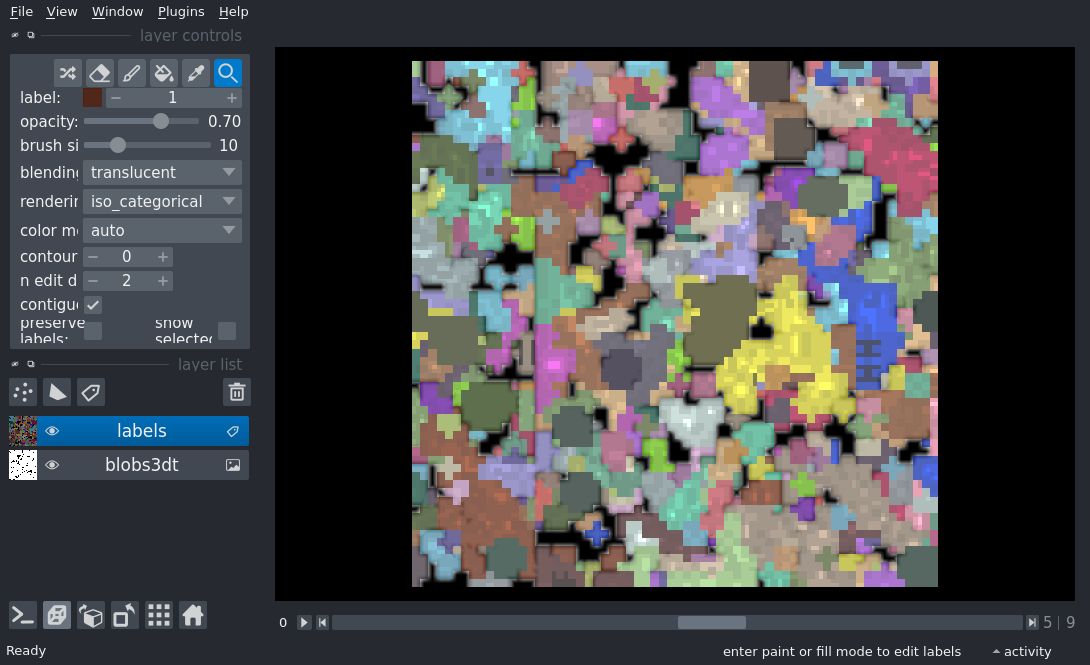 File View Window Plugins Help
layer controls
label: 1
opacity: 0.70
brush si 10
blending translucent
renderin iso_categorical
color m auto
contour 0
n edit d 2
contigu
preserve labels: show selected
layer list
labels
blobs3dt
0 5 | 9
Ready enter paint or fill mode to edit labels activity